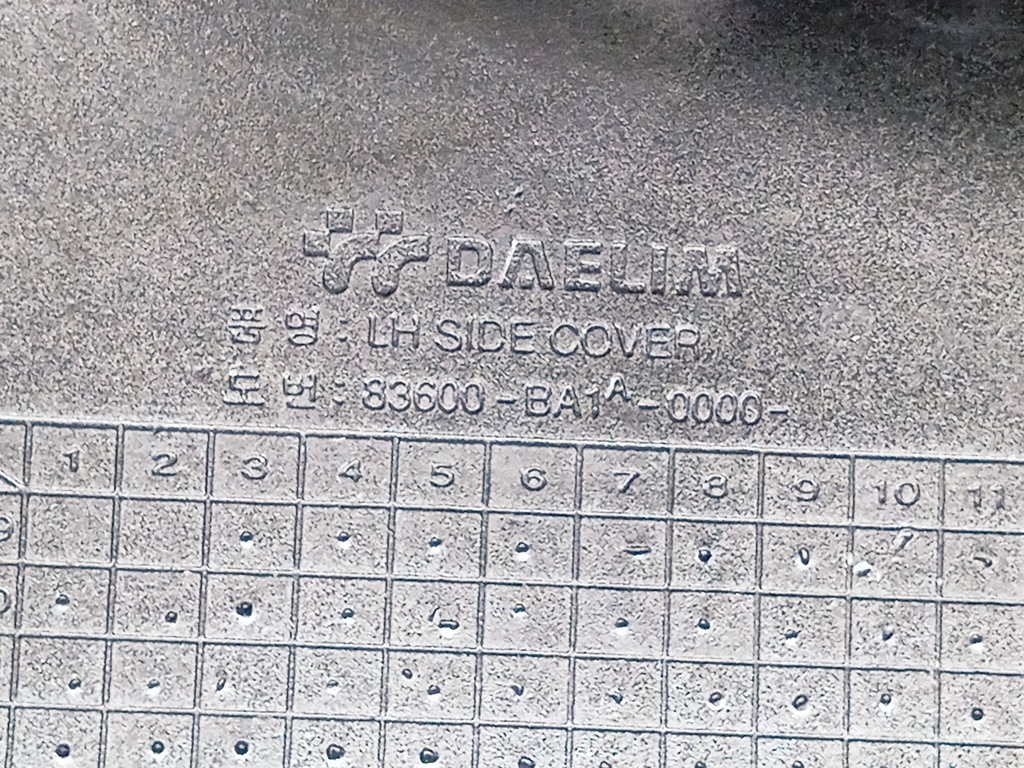 DAELIM
품 명 : LH SIDE COVER
도 번 : 83600-BA1A-0000-
1 2 3 4 5 6 7 8 9 10 11